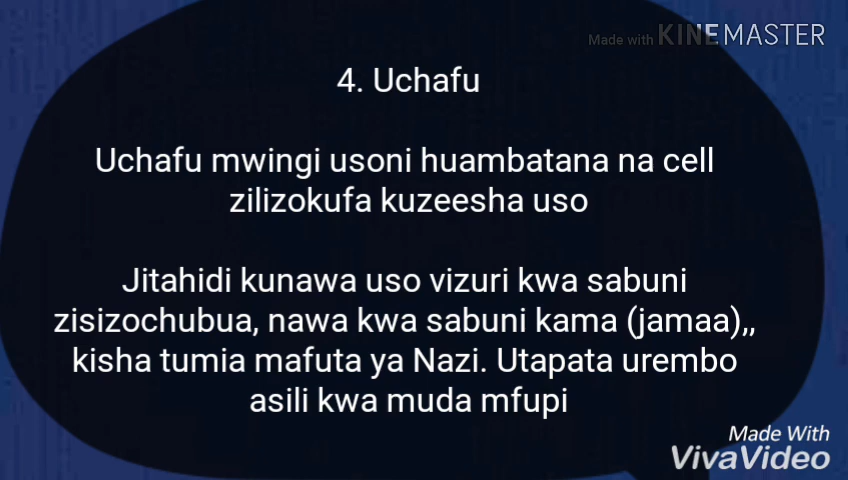 Made with KINEMASTER
4. Uchafu
Uchafu mwingi usoni huambatana na cell
zilizokufa kuzeesha uso
Jitahidi kunawa uso vizuri kwa sabuni
zisizochubua, nawa kwa sabuni kama (jamaa),,
kisha tumia mafuta ya Nazi. Utapata urembo
asili kwa muda mfupi
Made With
VivaVideo